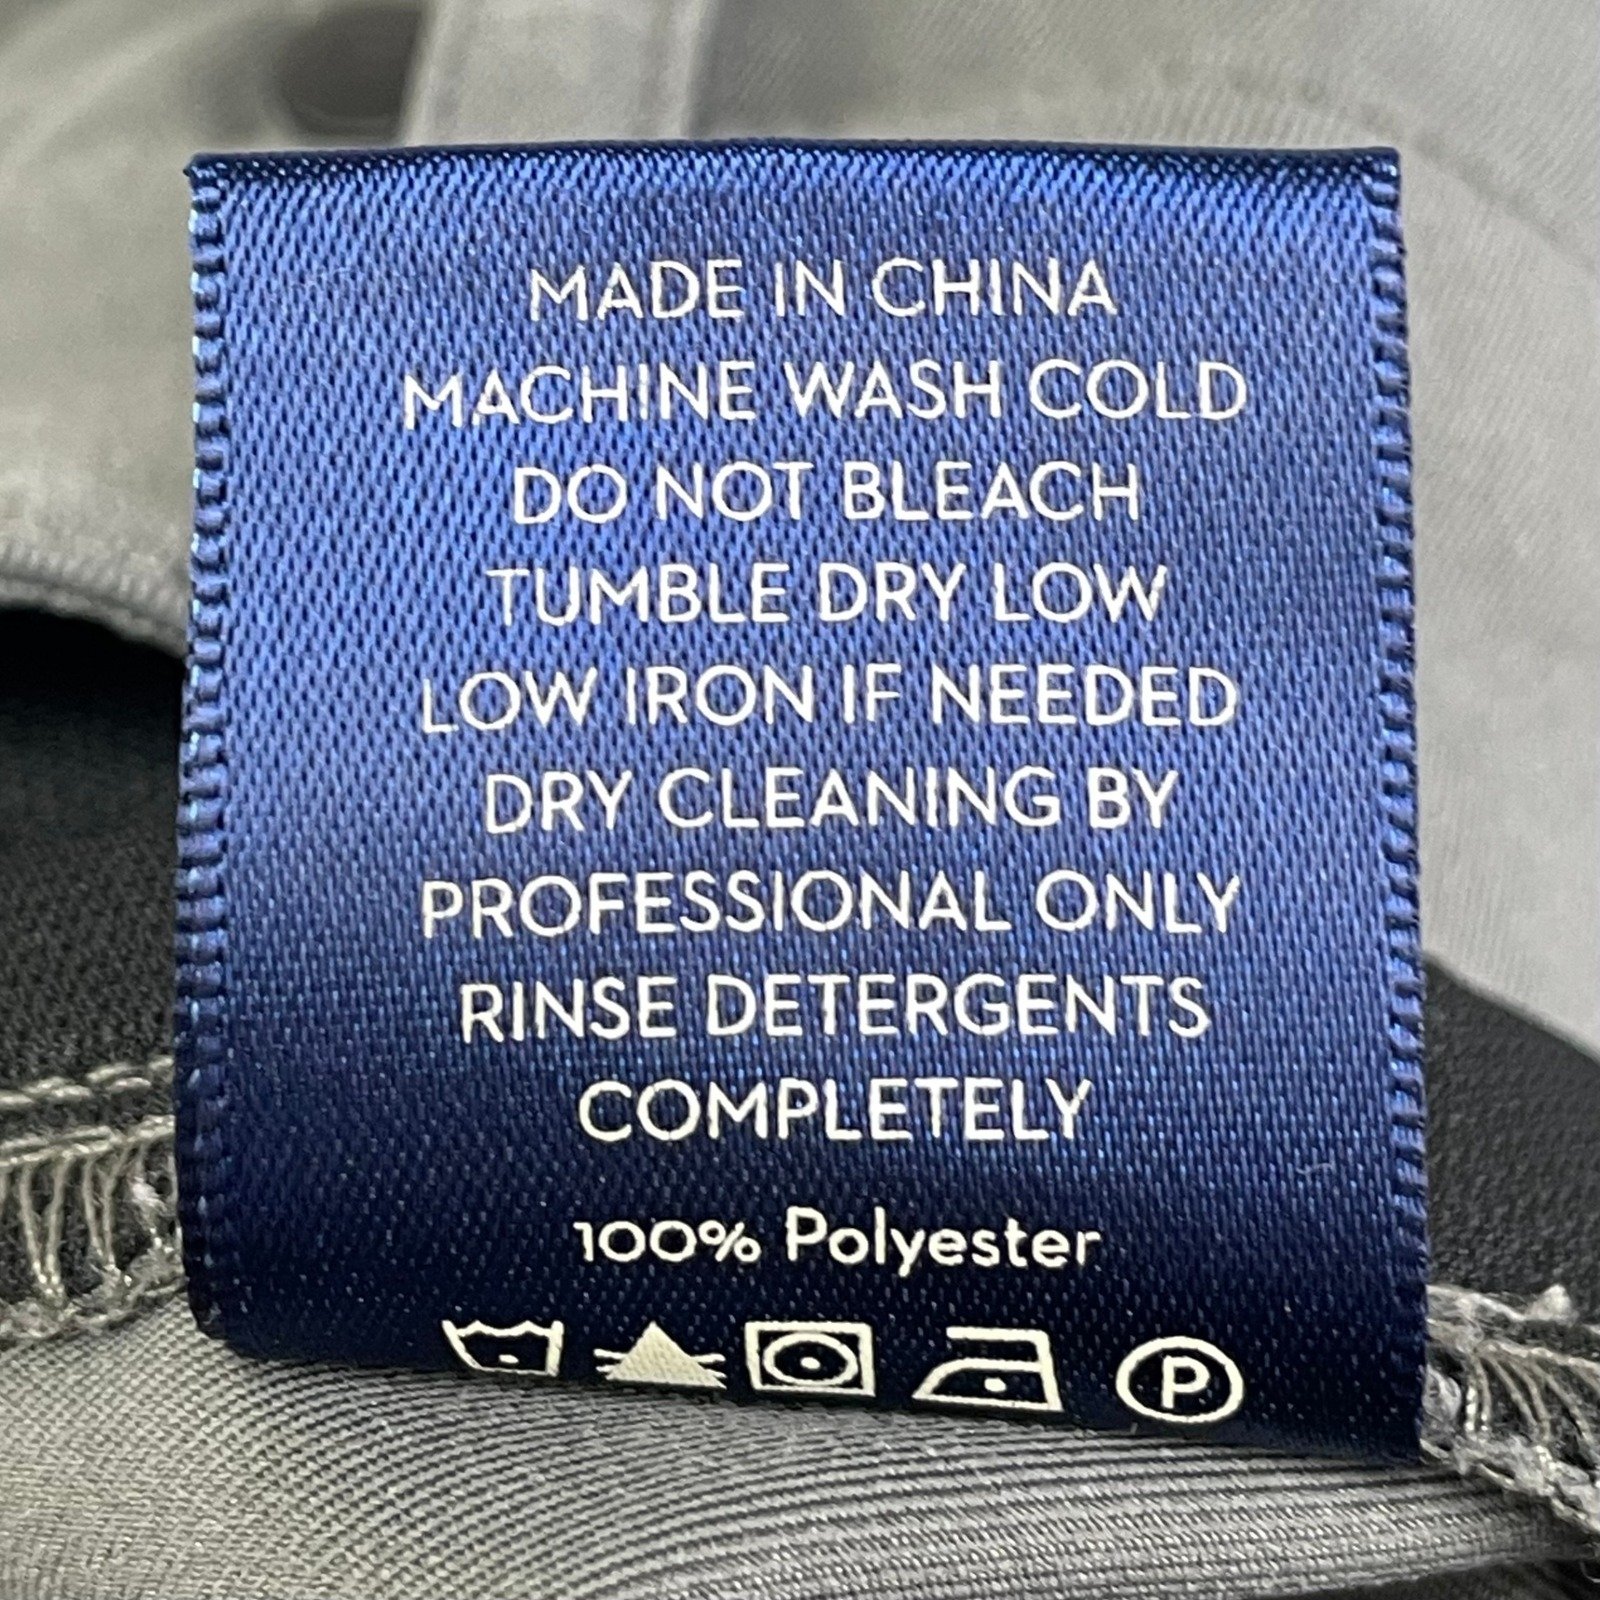 MADE IN CHINA
MACHINE WASH COLD
DO NOT BLEACH
TUMBLE DRY LOW
LOW IRON IF NEEDED
DRY CLEANING BY
PROFESSIONAL ONLY
RINSE DETERGENTS
COMPLETELY
100% Polyester
P